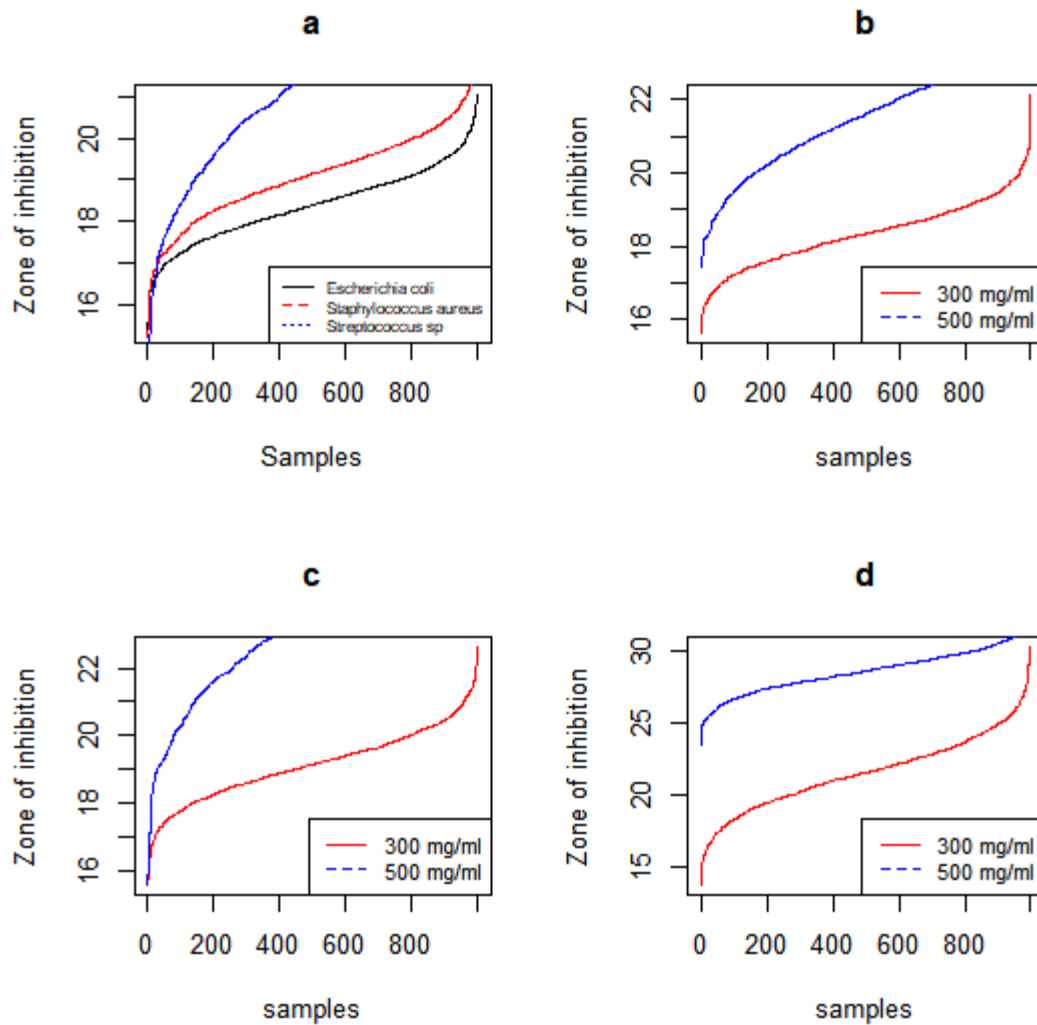 a
Zone of inhibition
16 18 20
Escherichia coli
Staphylococcus aureus
Streptococcus sp
0 200 400 600 800
Samples
b
Zone of inhibition
16 18 20 22
300 mg/ml
500 mg/ml
0 200 400 600 800
samples
c
Zone of inhibition
16 18 20 22
300 mg/ml
500 mg/ml
0 200 400 600 800
samples
d
Zone of inhibition
15 20 25 30
300 mg/ml
500 mg/ml
0 200 400 600 800
samples